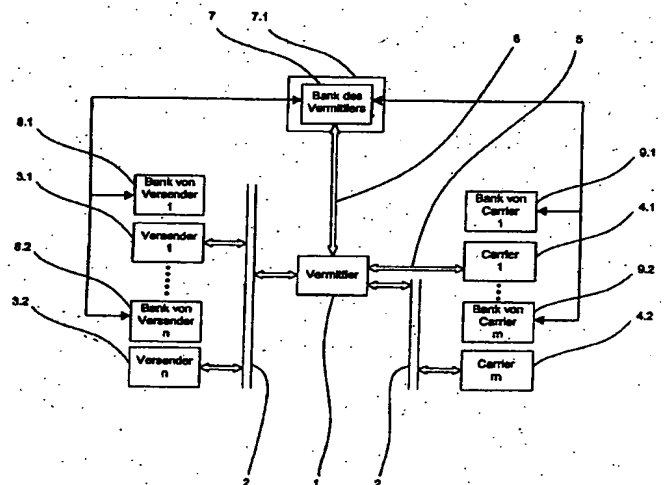 7
7.1
6
5
Bank des
Vermittlers
8.1
3.1
8.2
3.2
Bank von
Versender
1
Versender
1
Bank von
Versender
n
Versender
n
Vermittler
Bank von
Carrier
1
Carrier
1
Bank von
Carrier
m
Carrier
m
9.1
4.1
9.2
4.2
2
1
2